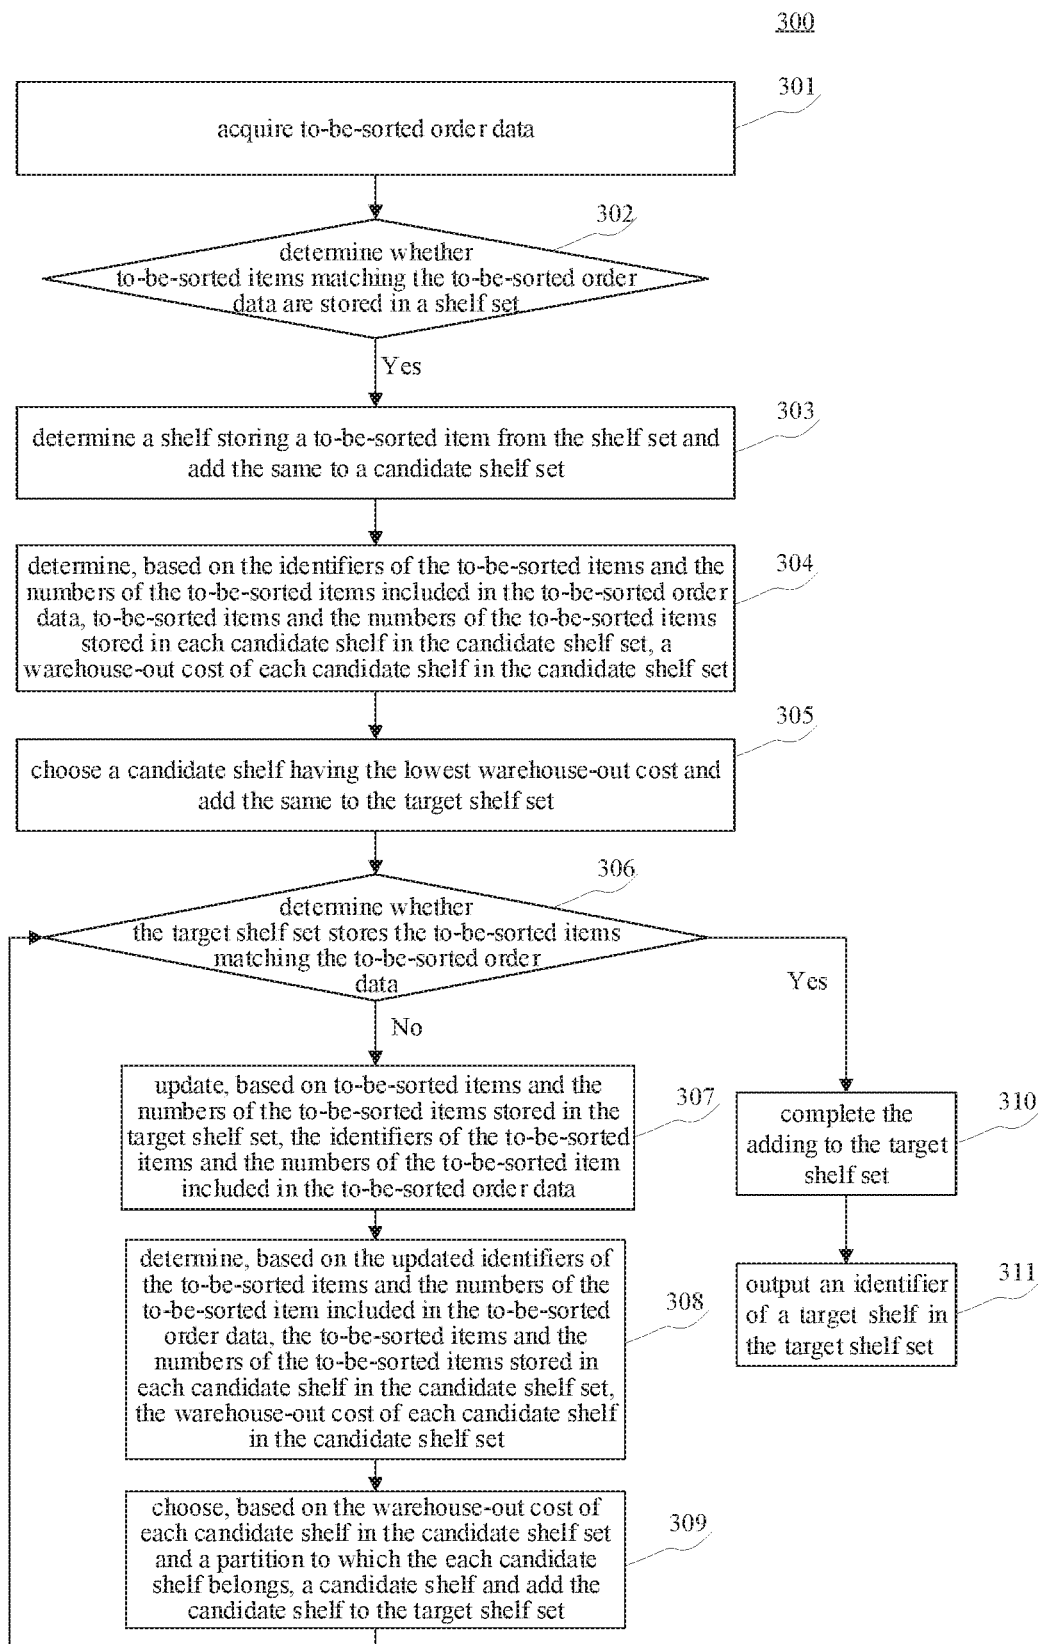 300
301
acquire to-be-sorted order data
302
determine whether
to-be-sorted items matching the to-be-sorted order
data are stored in a shelf set
Yes
303
determine a shelf storing a to-be-sorted item from the shelf set and
add the same to a candidate shelf set
304
determine, based on the identifiers of the to-be-sorted items and the
numbers of the to-be-sorted items included in the to-be-sorted order
data, to-be-sorted items and the numbers of the to-be-sorted items
stored in each candidate shelf in the candidate shelf set, a
warehouse-out cost of each candidate shelf in the candidate shelf set
305
choose a candidate shelf having the lowest warehouse-out cost and
add the same to the target shelf set
306
determine whether
the target shelf set stores the to-be-sorted items
matching the to-be-sorted order
data
Yes
No
307
update, based on to-be-sorted items and the
numbers of the to-be-sorted items stored in the
target shelf set, the identifiers of the to-be-sorted
items and the numbers of the to-be-sorted item
included in the to-be-sorted order data
310
complete the
adding to the target
shelf set
308
determine, based on the updated identifiers of
the to-be-sorted items and the numbers of the
to-be-sorted item included in the to-be-sorted
order data, the to-be-sorted items and the
numbers of the to-be-sorted items stored in
each candidate shelf in the candidate shelf set,
the warehouse-out cost of each candidate shelf
in the candidate shelf set
311
output an identifier
of a target shelf in
the target shelf set
309
choose, based on the warehouse-out cost of
each candidate shelf in the candidate shelf set
and a partition to which the each candidate
shelf belongs, a candidate shelf and add the
candidate shelf to the target shelf set